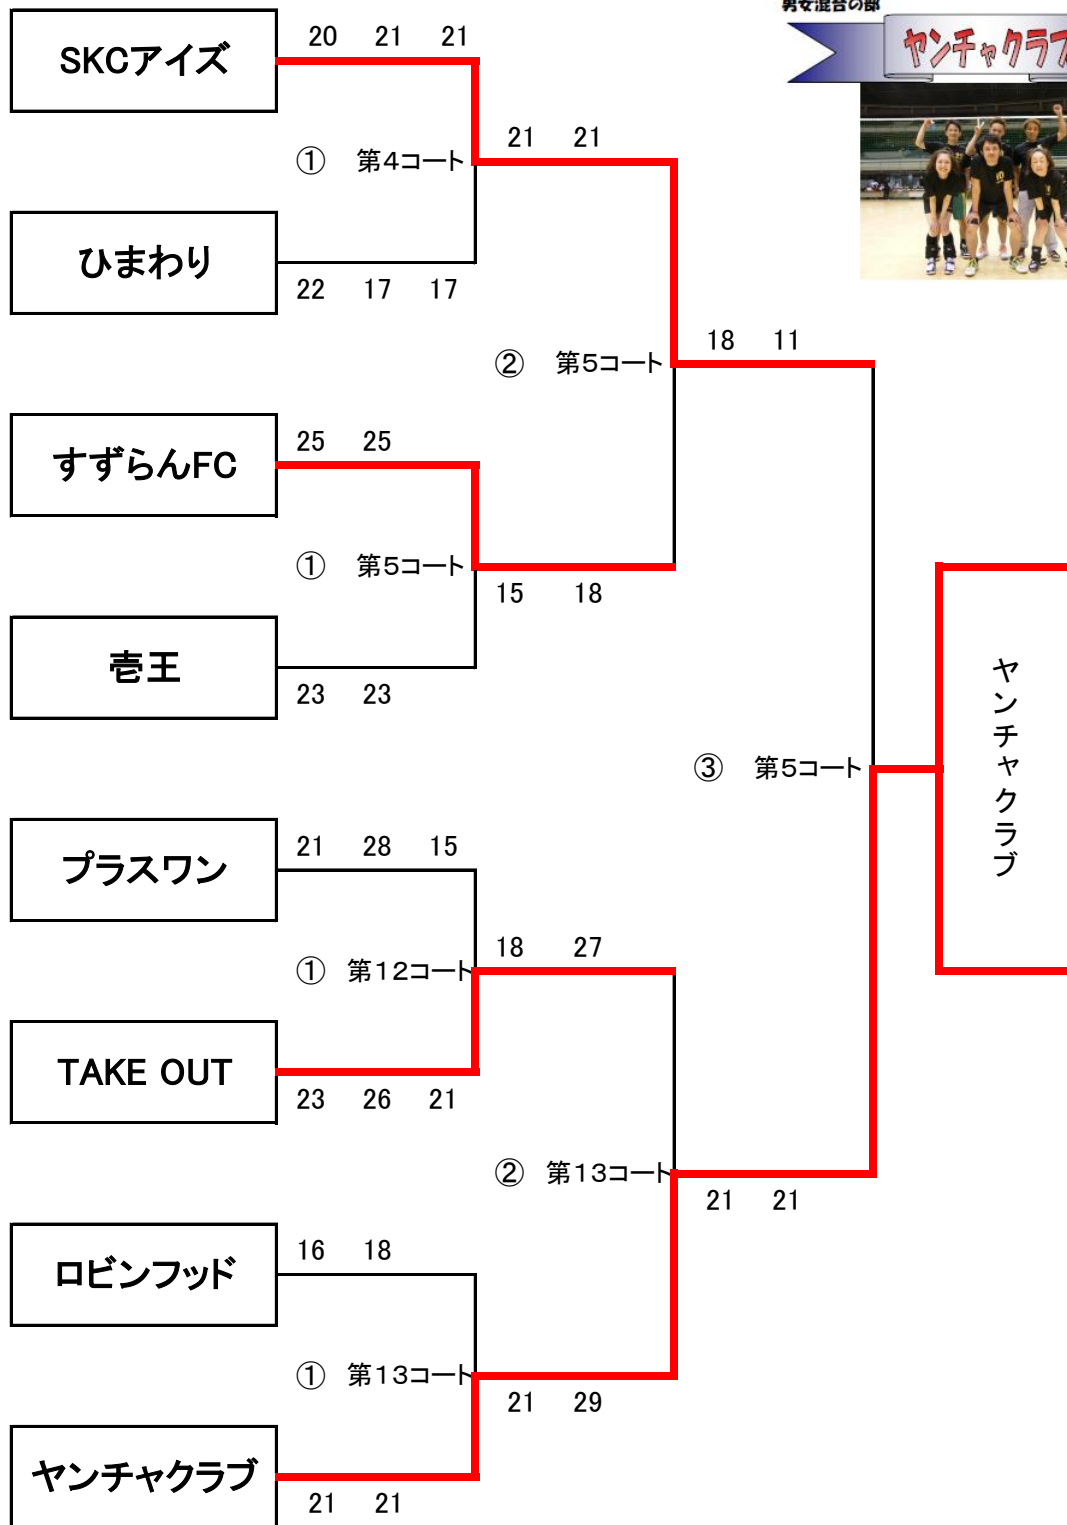 男女混合の部
ヤンチャクラブ
20 21 21
SKCアイズ
21 21
① 第4コート
ひまわり
22 17 17
18 11
② 第5コート
25 25
すずらんFC
① 第5コート
15 18
壱王
23 23
ヤンチャクラブ
③ 第5コート
21 28 15
プラスワン
18 27
① 第12コート
TAKE OUT
23 26 21
② 第13コート
21 21
16 18
ロビンフッド
① 第13コート
21 29
ヤンチャクラブ
21 21